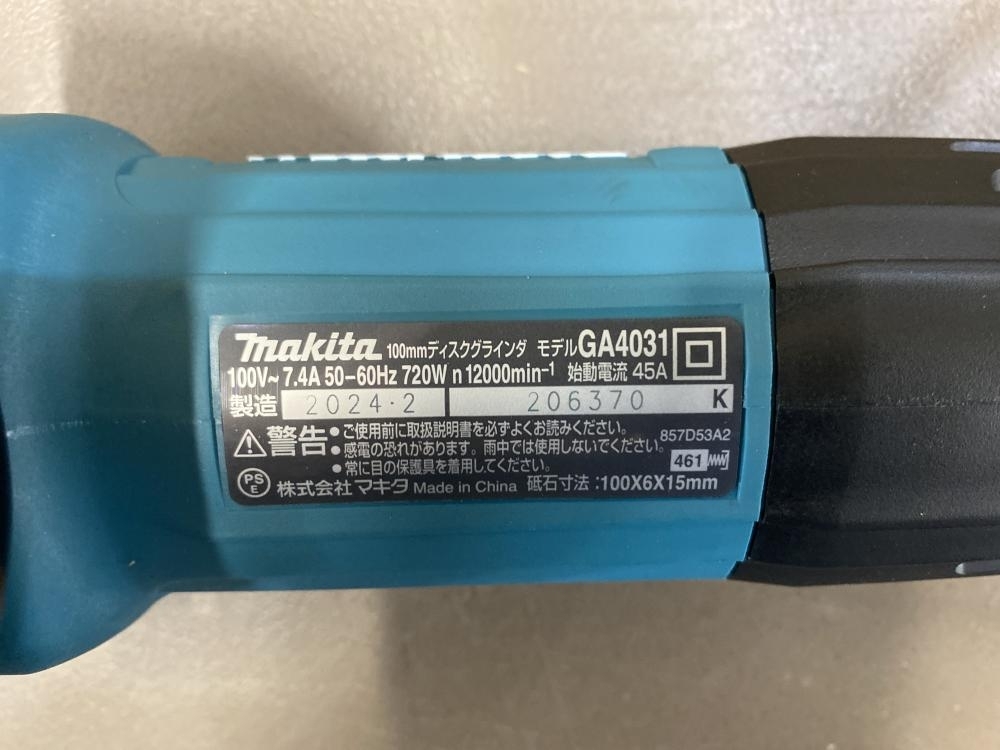 makita 100mmディスクグラインダ モデルGA4031
100V~ 7.4A 50-60Hz 720W n 12000min-1 始動電流 45A
製造 2024・2 206370 K
警告 ・ご使用前に取扱説明書を必ずよくお読みください。
・感電の恐れがあります。雨中では使用しないでください。 857D53A2
・常に目の保護具を着用してください。 461
PSE 株式会社マキタ Made in China 砥石寸法：100X6X15mm